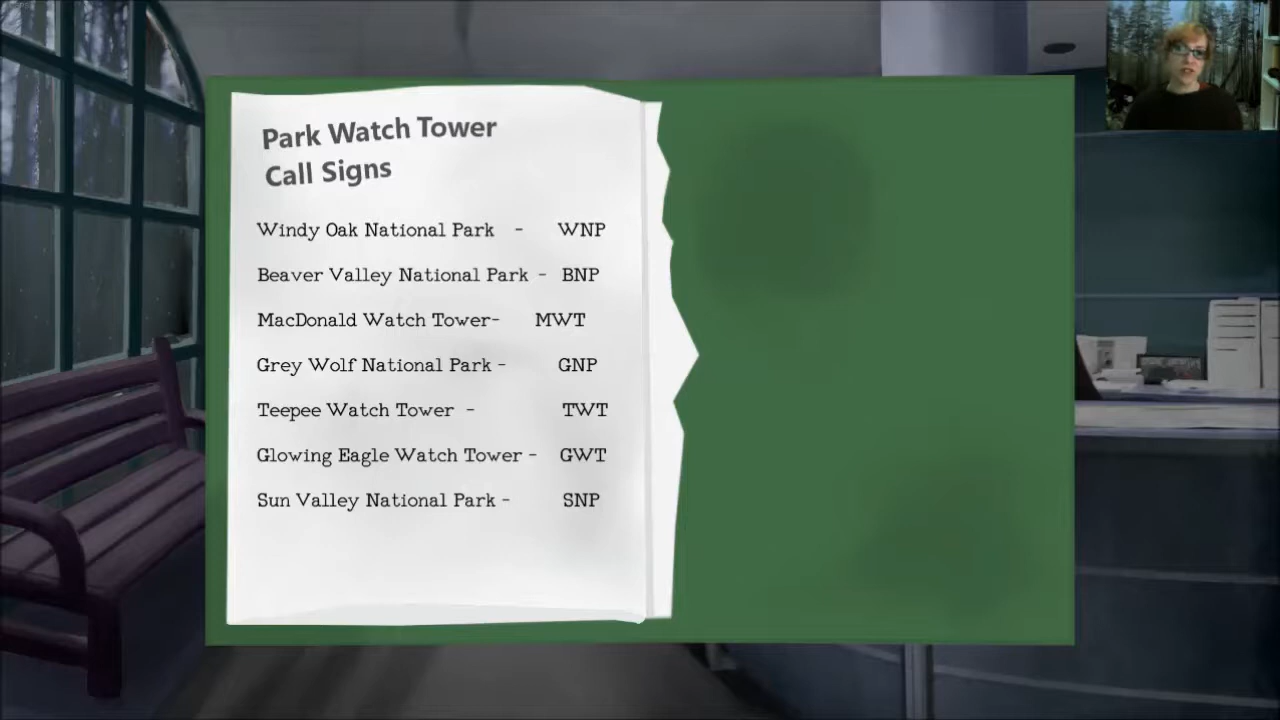 Park Watch Tower
Call Signs
Windy Oak National Park - WNP
Beaver Valley National Park - BNP
MacDonald Watch Tower- MWT
Grey Wolf National Park - GNP
Teepee Watch Tower - TWT
Glowing Eagle Watch Tower - GWT
Sun Valley National Park - SNP